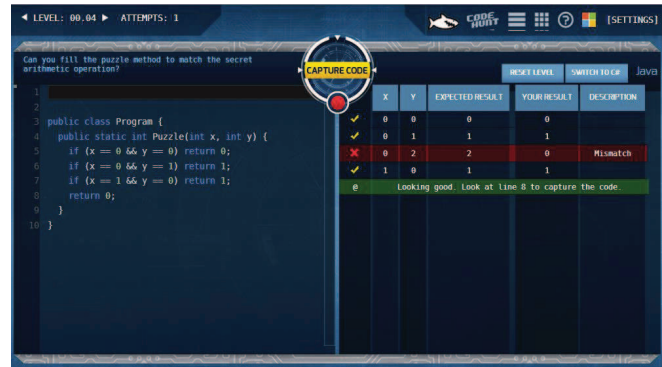 ◄ LEVEL: 00.04 ► ATTEMPTS: 1
CODE HUNT
[SETTINGS]
Can you fill the puzzle method to match the secret
arithmetic operation?
CAPTURE CODE
RESET LEVEL SWITCH TO C# Java
1
2
3 public class Program {
4 public static int Puzzle(int x, int y) {
5 if (x == 0 && y == 0) return 0;
6 if (x == 0 && y == 1) return 1;
7 if (x == 1 && y == 0) return 1;
8 return 0;
9 }
10 }
X Y EXPECTED RESULT YOUR RESULT DESCRIPTION
✓ 0 0 0 0
✓ 0 1 1 1
✗ 0 2 2 0 Mismatch
✓ 1 0 1 1
@ Looking good. Look at line 8 to capture the code.